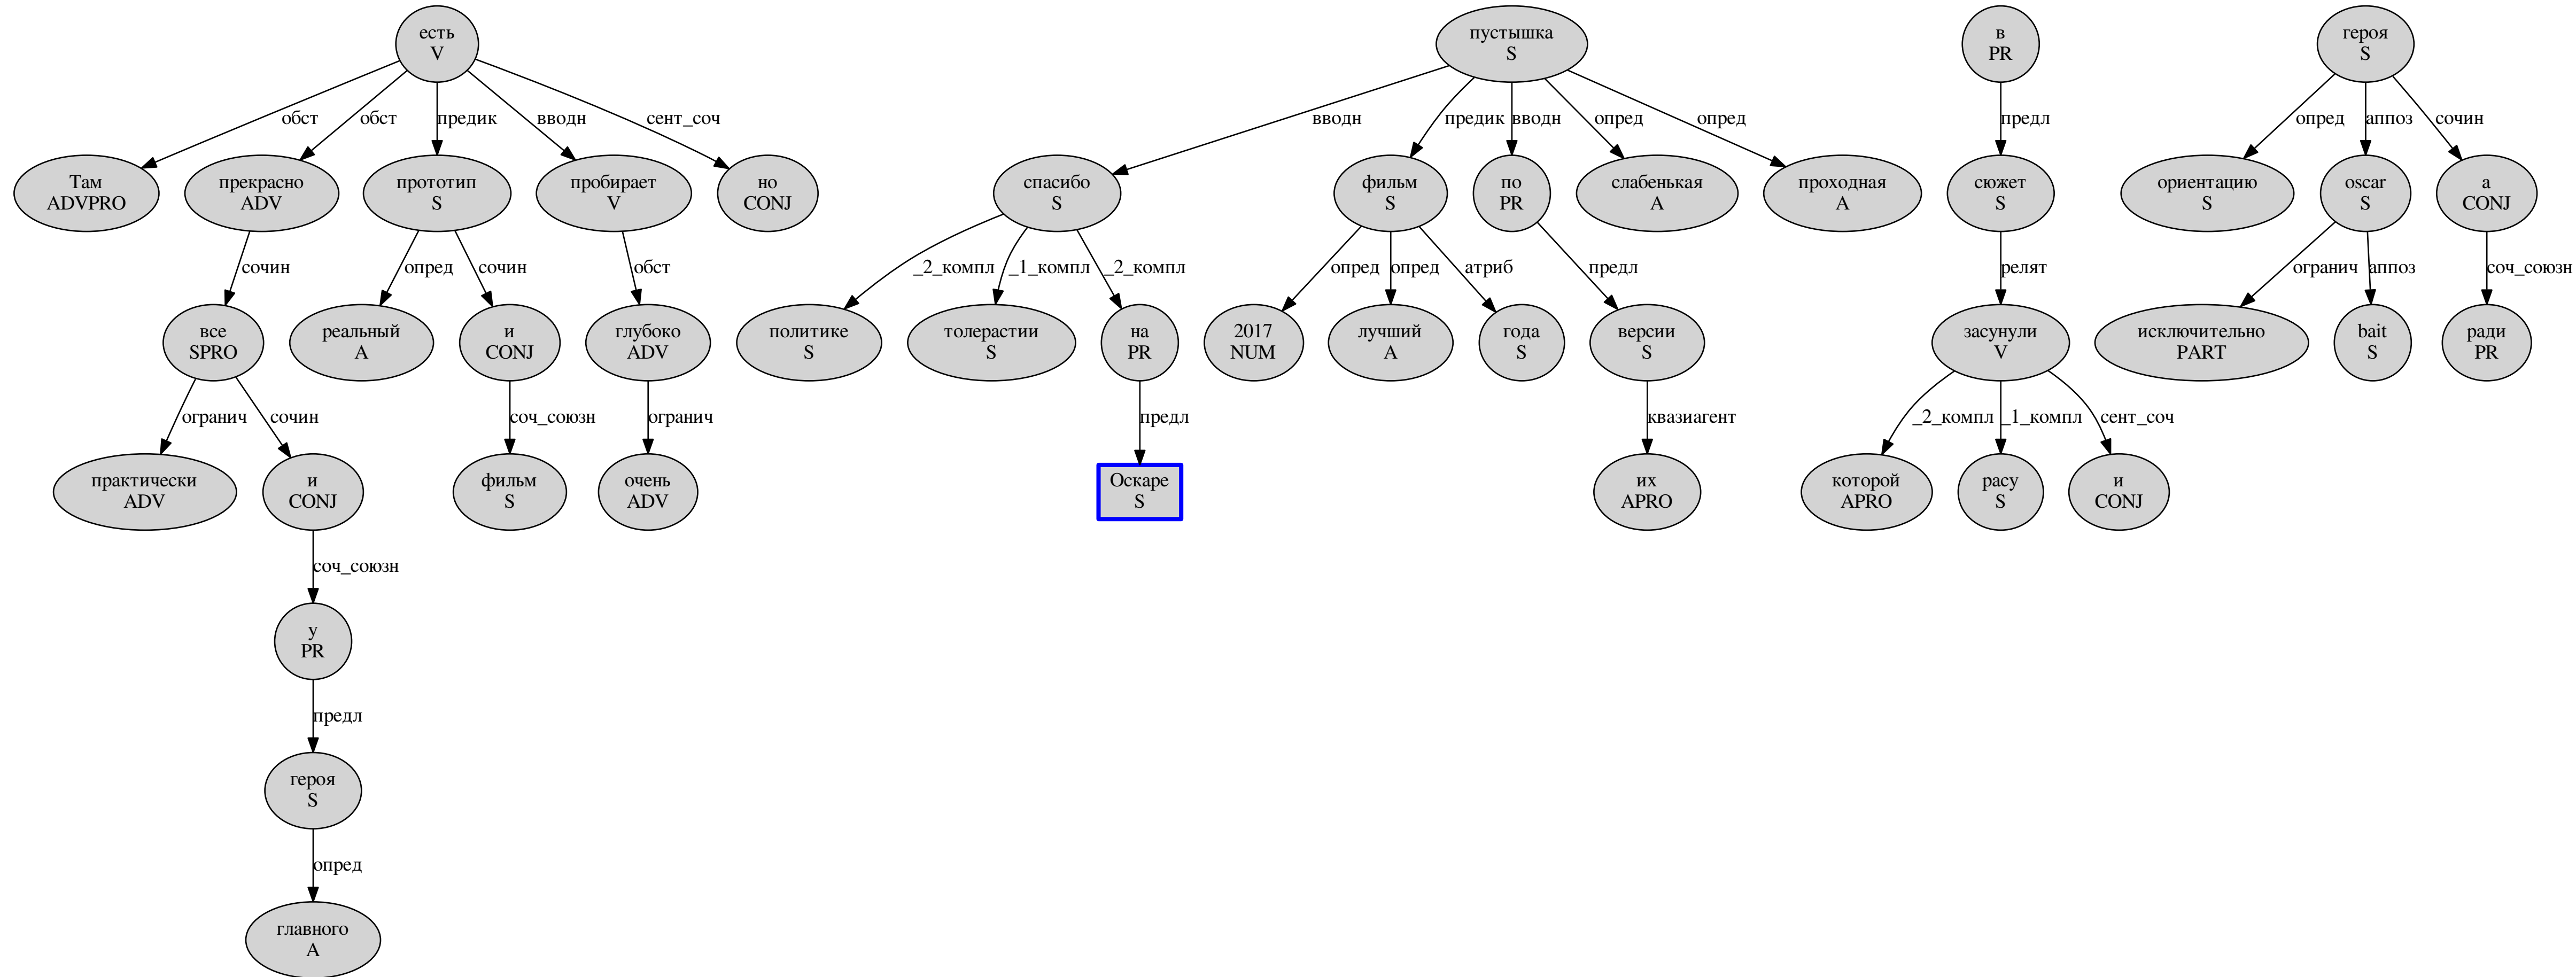 есть
V
пустышка
S
в
PR
героя
S
обст
обст
предик
вводн
сент_соч
вводн
предик
вводн
опред
опред
предл
опред
аппоз
сочин
Там
ADVPRO
прекрасно
ADV
прототип
S
пробирает
V
но
CONJ
спасибо
S
фильм
S
по
PR
слабенькая
A
проходная
A
сюжет
S
ориентацию
S
oscar
S
а
CONJ
сочин
опред
сочин
обст
_2_компл
_1_компл
_2_компл
опред
опред
атриб
предл
релят
огранич
аппоз
соч_союзн
все
SPRO
реальный
A
и
CONJ
глубоко
ADV
политике
S
толерастии
S
на
PR
2017
NUM
лучший
A
года
S
версии
S
засунули
V
исключительно
PART
bait
S
ради
PR
огранич
сочин
соч_союзн
огранич
предл
квазиагент
_2_компл
_1_компл
сент_соч
практически
ADV
и
CONJ
фильм
S
очень
ADV
Оскаре
S
их
APRO
которой
APRO
расу
S
и
CONJ
соч_союзн
у
PR
предл
героя
S
опред
главного
A